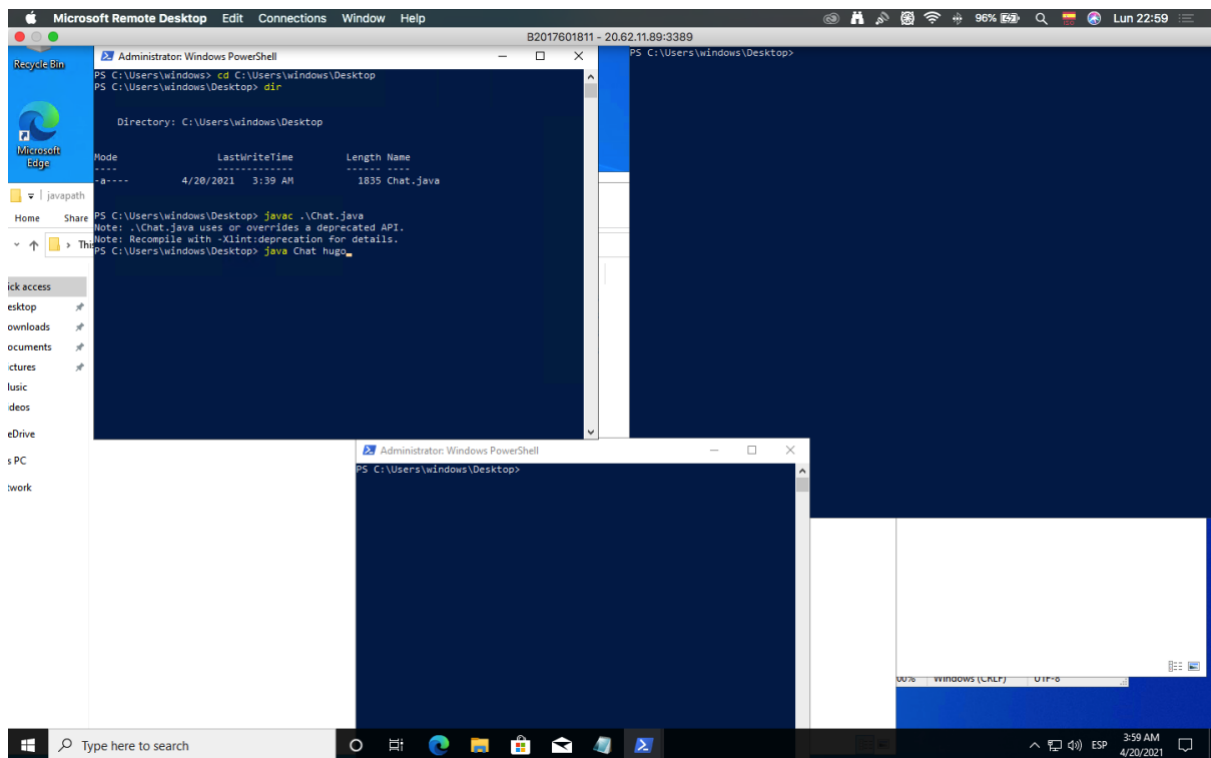 Microsoft Remote Desktop Edit Connections Window Help 96% Lun 22:59
B2017601811 - 20.62.11.89:3389
Recycle Bin
Microsoft Edge
Administrator: Windows PowerShell
PS C:\Users\windows> cd C:\Users\windows\Desktop
PS C:\Users\windows\Desktop> dir
Directory: C:\Users\windows\Desktop
Mode LastWriteTime Length Name
---- ------------- ------ ----
-a---- 4/20/2021 3:39 AM 1835 Chat.java
PS C:\Users\windows\Desktop> javac .\Chat.java
Note: .\Chat.java uses or overrides a deprecated API.
Note: Recompile with -Xlint:deprecation for details.
PS C:\Users\windows\Desktop> java Chat hugo_
PS C:\Users\windows\Desktop>
javapath
Home Share
> Thi
ick access
esktop
ownloads
ocuments
ictures
lusic
ideos
eDrive
s PC
twork
Administrator: Windows PowerShell
PS C:\Users\windows\Desktop>
00% Windows (CRLF) UTF-8
Type here to search
ESP
3:59 AM
4/20/2021